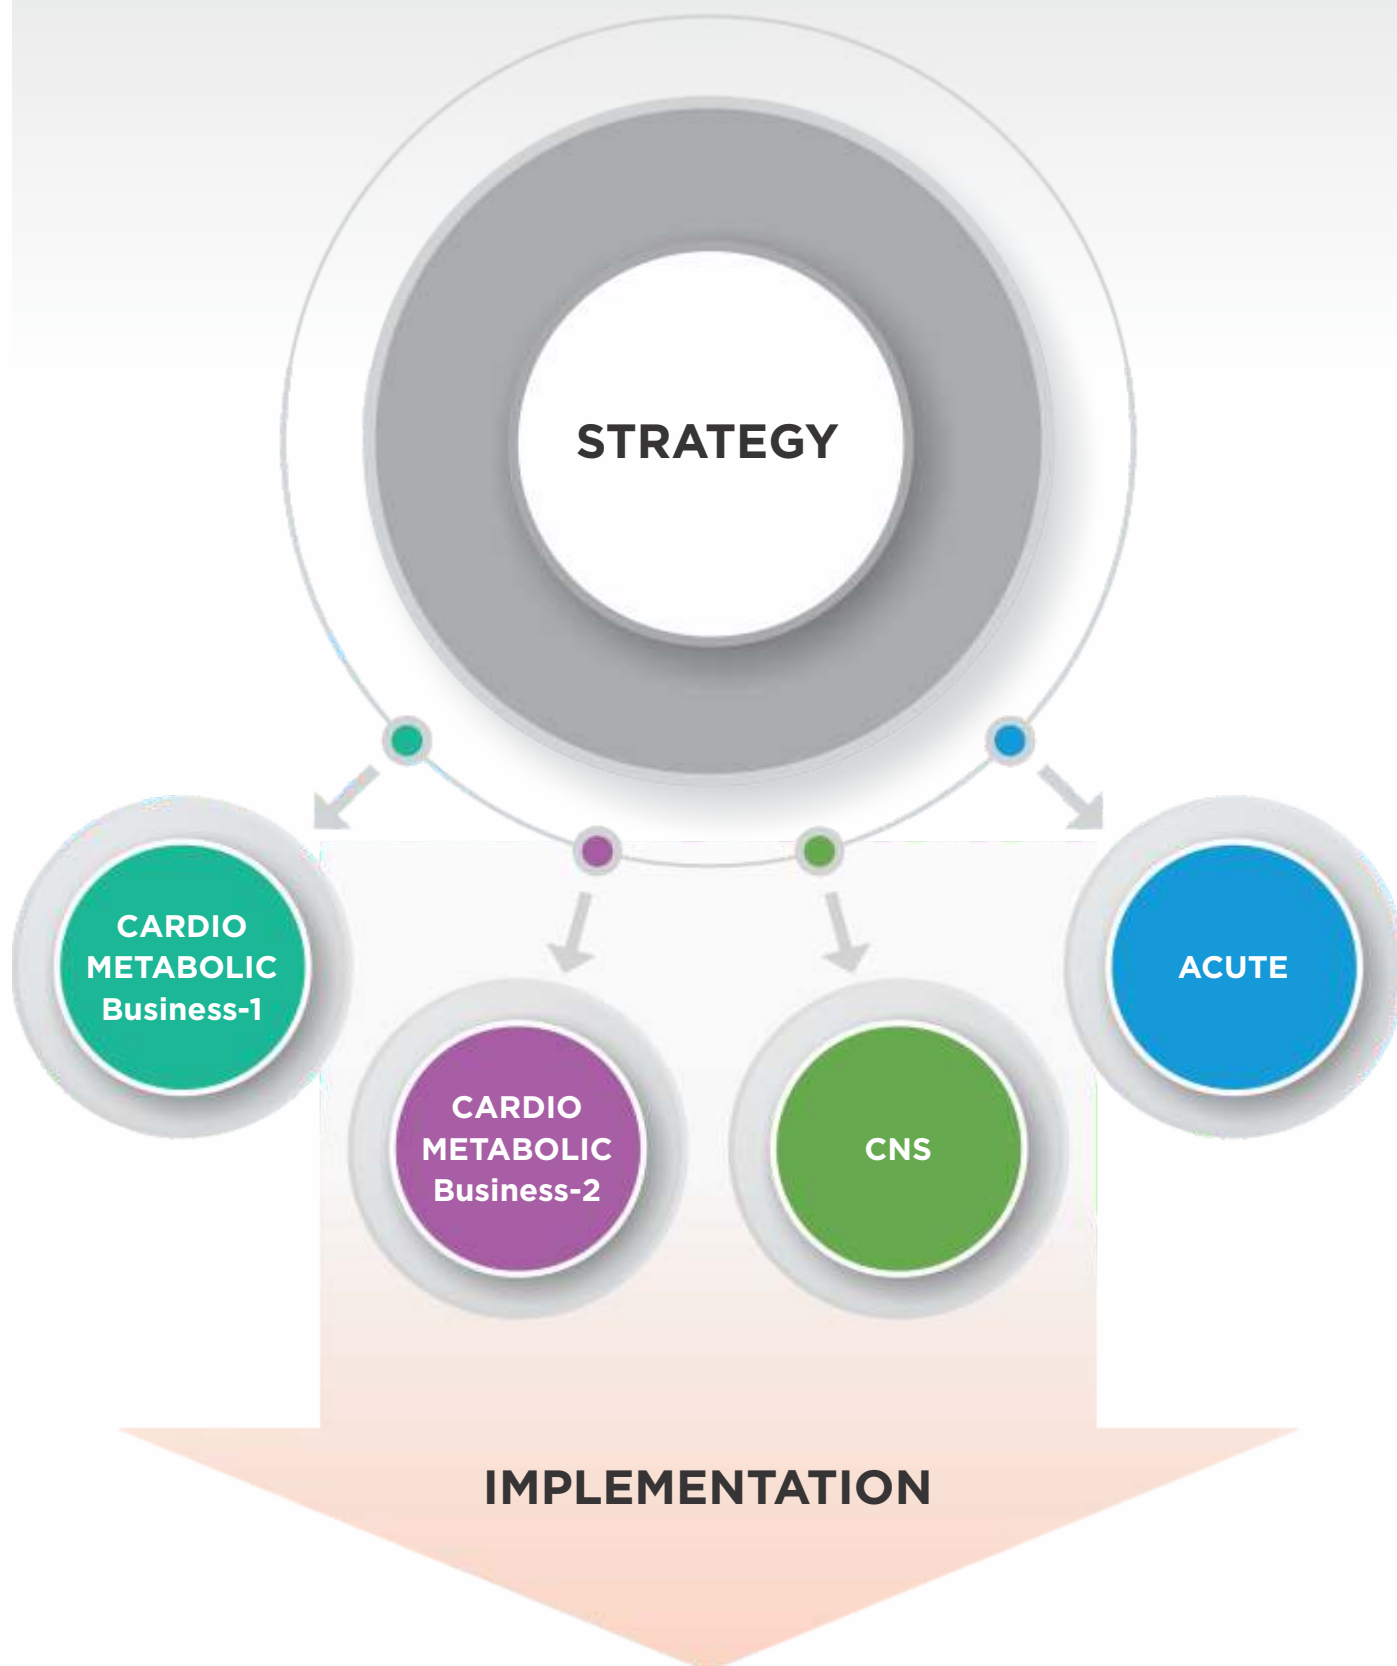 STRATEGY
CARDIO
METABOLIC
Business-1
CARDIO
METABOLIC
Business-2
CNS
ACUTE
IMPLEMENTATION